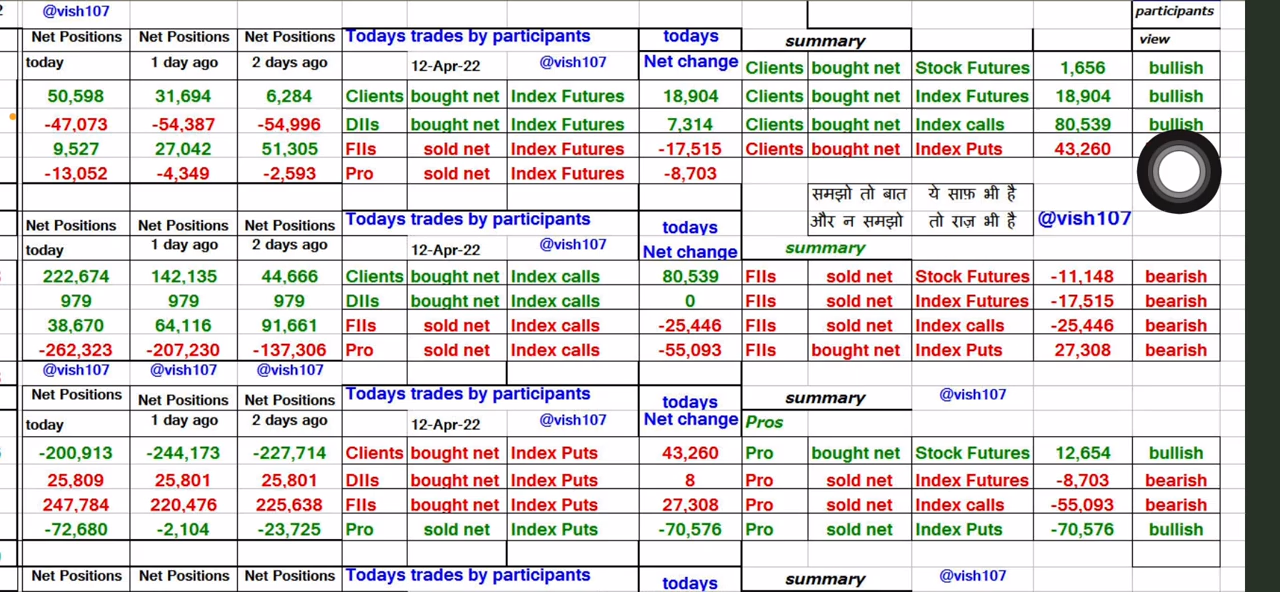 @vish107 participants
Net Positions Net Positions Net Positions Todays trades by participants todays summary view
today 1 day ago 2 days ago 12-Apr-22 @vish107 Net change Clients bought net Stock Futures 1,656 bullish
50,598 31,694 6,284 Clients bought net Index Futures 18,904 Clients bought net Index Futures 18,904 bullish
-47,073 -54,387 -54,996 DIIs bought net Index Futures 7,314 Clients bought net Index calls 80,539 bullish
9,527 27,042 51,305 FIIs sold net Index Futures -17,515 Clients bought net Index Puts 43,260
-13,052 -4,349 -2,593 Pro sold net Index Futures -8,703
समझो तो बात ये साफ़ भी है
और न समझो तो राज़ भी है @vish107
Net Positions Net Positions Net Positions Todays trades by participants todays
today 1 day ago 2 days ago 12-Apr-22 @vish107 Net change summary
222,674 142,135 44,666 Clients bought net Index calls 80,539 FIIs sold net Stock Futures -11,148 bearish
979 979 979 DIIs bought net Index calls 0 FIIs sold net Index Futures -17,515 bearish
38,670 64,116 91,661 FIIs sold net Index calls -25,446 FIIs sold net Index calls -25,446 bearish
-262,323 -207,230 -137,306 Pro sold net Index calls -55,093 FIIs bought net Index Puts 27,308 bearish
@vish107 @vish107 @vish107
Net Positions Net Positions Net Positions Todays trades by participants todays summary @vish107
today 1 day ago 2 days ago 12-Apr-22 @vish107 Net change Pros
-200,913 -244,173 -227,714 Clients bought net Index Puts 43,260 Pro bought net Stock Futures 12,654 bullish
25,809 25,801 25,801 DIIs bought net Index Puts 8 Pro sold net Index Futures -8,703 bearish
247,784 220,476 225,638 FIIs bought net Index Puts 27,308 Pro sold net Index calls -55,093 bearish
-72,680 -2,104 -23,725 Pro sold net Index Puts -70,576 Pro sold net Index Puts -70,576 bullish
Net Positions Net Positions Net Positions Todays trades by participants todays summary @vish107